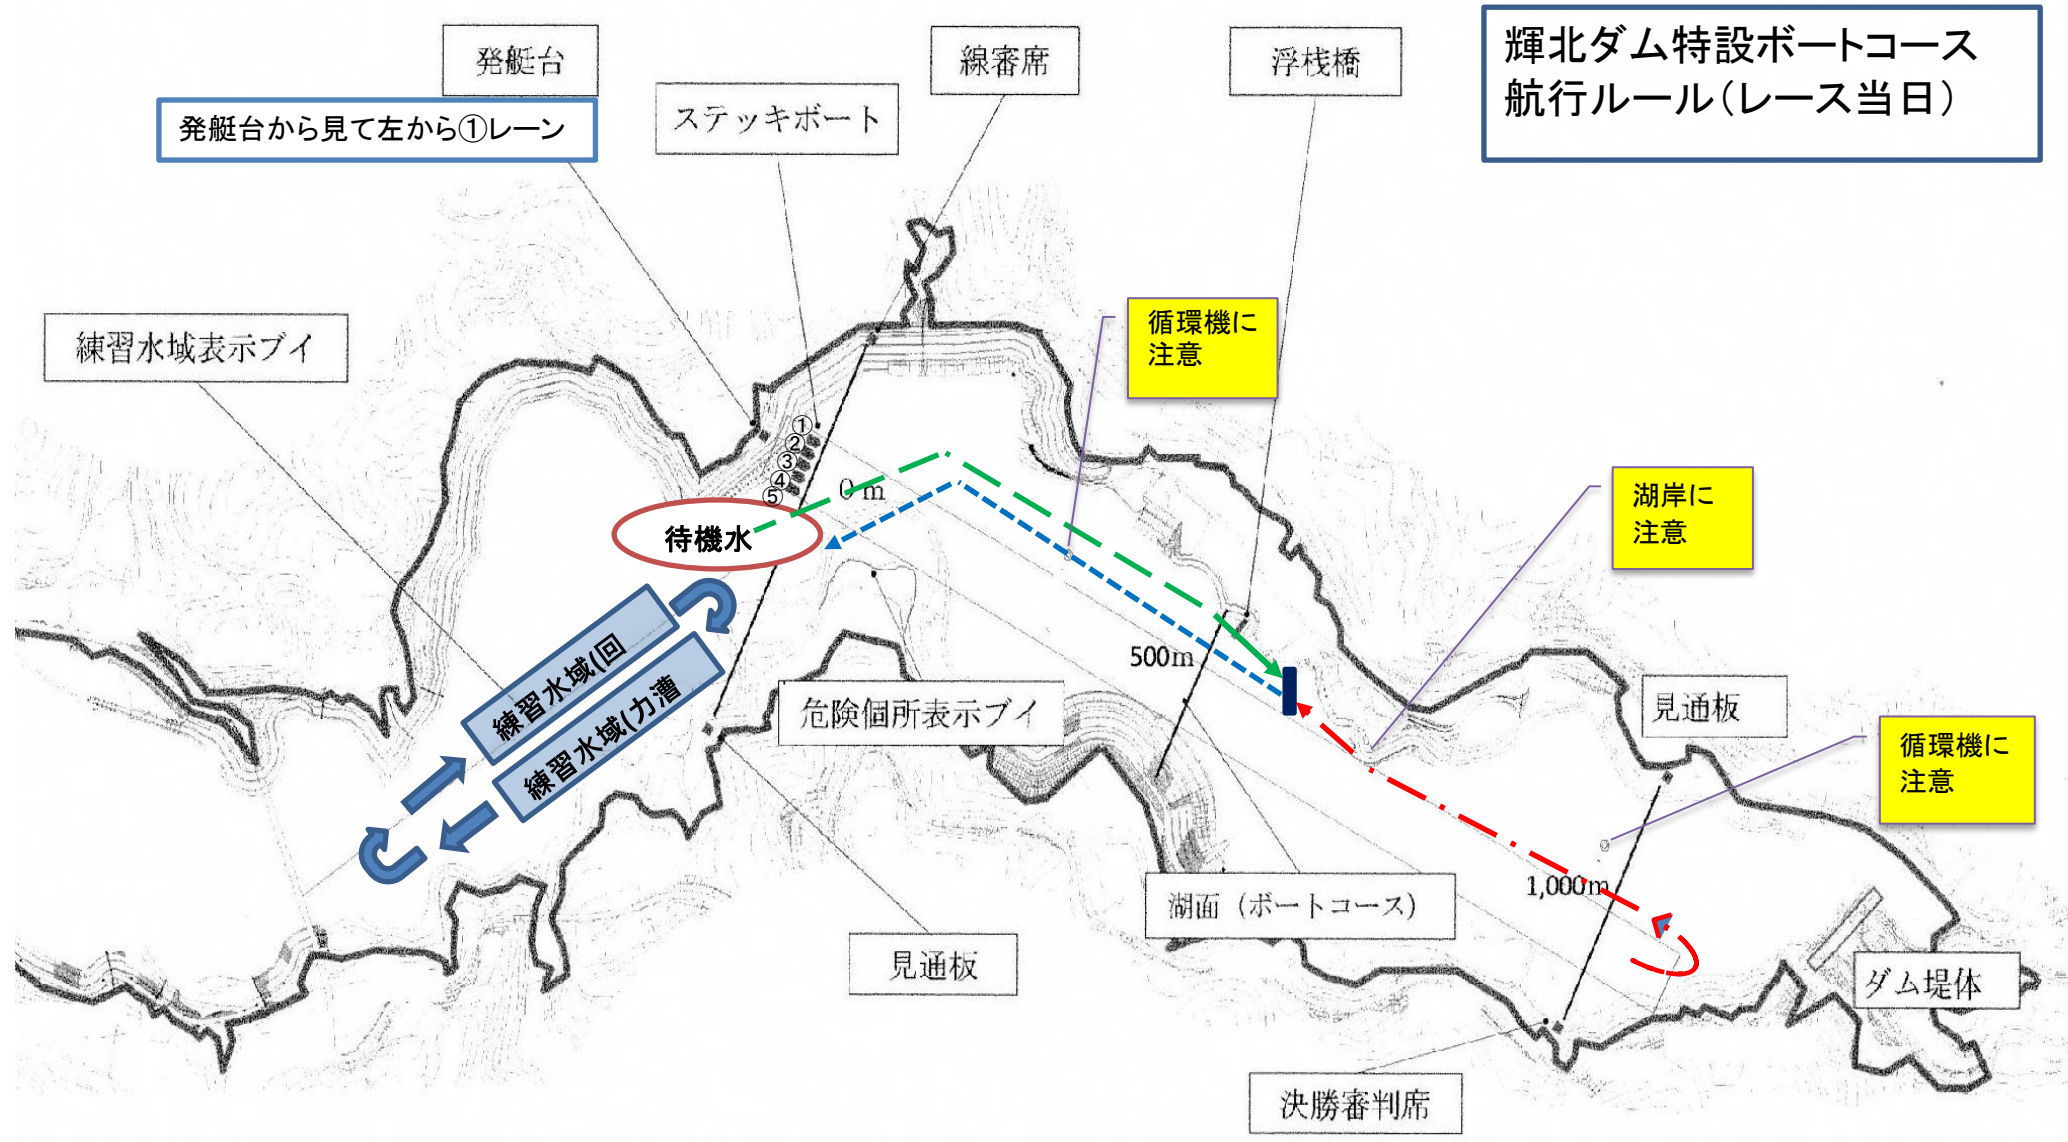 輝北ダム特設ボートコース
航行ルール(レース当日)
発艇台
線審席
浮桟橋
発艇台から見て左から①レーン
ステッキボート
練習水域表示ブイ
循環機に
注意
①
②
③
④
⑤
0 m
待機水
湖岸に
注意
練習水域(回
練習水域(力漕
500m
危険個所表示ブイ
見通板
循環機に
注意
1,000m
湖面(ボートコース)
見通板
ダム堤体
決勝審判席